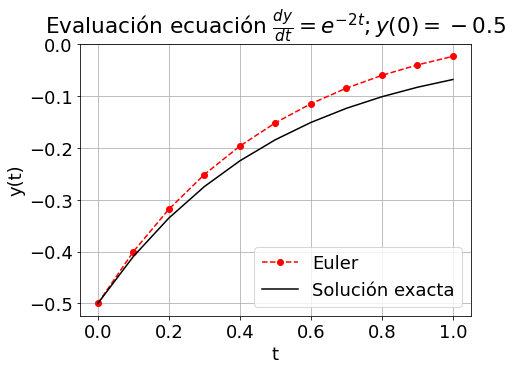 Evaluación ecuación $\frac{dy}{dt} = e^{-2t}; y(0) = -0.5$
0.0
−0.1
−0.2
−0.3
−0.4
−0.5
y(t)
Euler
Solución exacta
0.0 0.2 0.4 0.6 0.8 1.0
t